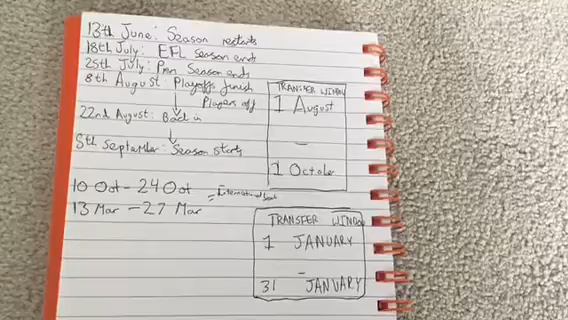 13th June: Season restarts
18th July: EFL season ends
25th July: Prem Season ends
8th August Playoffs finish
Players off
22nd August: Back in
5th September: Season starts
10 Oct - 24 Oct
= International
13 Mar - 27 Mar
TRANSFER WINDOW
1 August
-
1 October
TRANSFER WINDOW
1 JANUARY
-
31 JANUARY